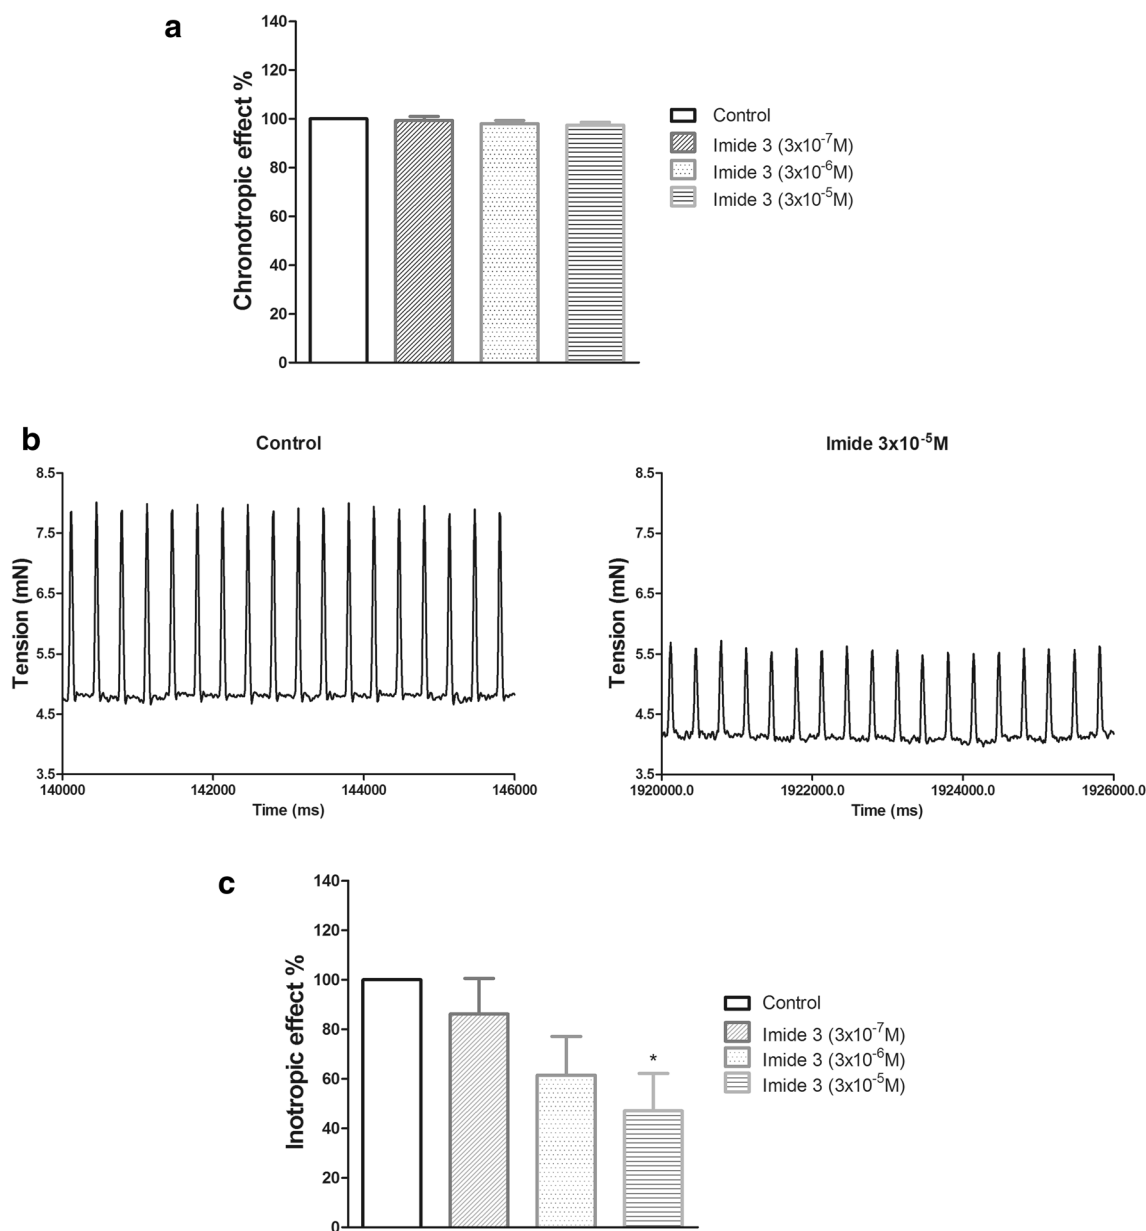 a
Chronotropic effect %
140
120
100
80
60
40
20
0
Control
Imide 3 (3x10⁻⁷M)
Imide 3 (3x10⁻⁶M)
Imide 3 (3x10⁻⁵M)
b
Control
Tension (mN)
8.5
7.5
6.5
5.5
4.5
3.5
140000 142000 144000 146000
Time (ms)
Imide 3x10⁻⁵M
Tension (mN)
8.5
7.5
6.5
5.5
4.5
3.5
1920000.0 1922000.0 1924000.0 1926000.0
Time (ms)
c
Inotropic effect %
140
120
100
80
60
40
20
0
*
Control
Imide 3 (3x10⁻⁷M)
Imide 3 (3x10⁻⁶M)
Imide 3 (3x10⁻⁵M)